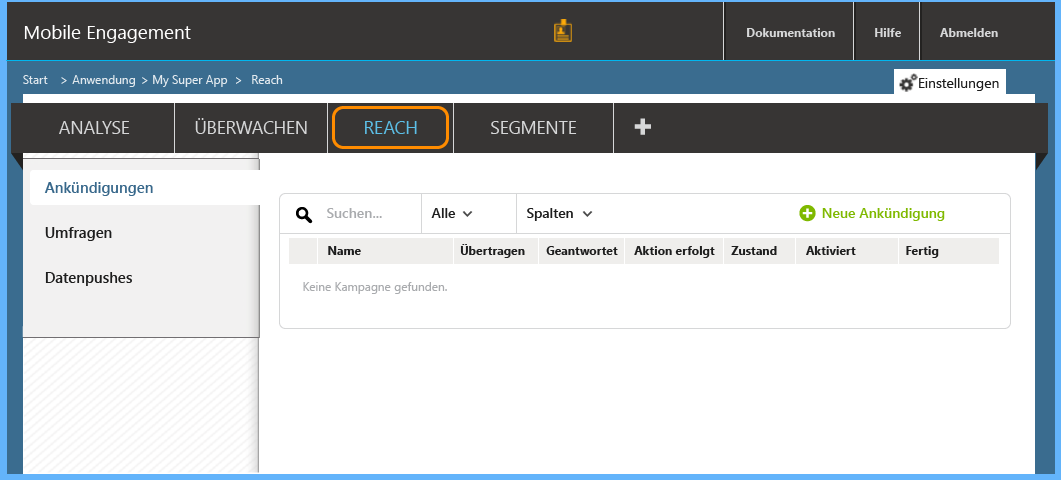 Mobile Engagement Dokumentation Hilfe Abmelden
Start > Anwendung > My Super App > Reach Einstellungen
ANALYSE ÜBERWACHEN REACH SEGMENTE
Ankündigungen
Umfragen
Datenpushes
Suchen... Alle Spalten Neue Ankündigung
Name Übertragen Geantwortet Aktion erfolgt Zustand Aktiviert Fertig
Keine Kampagne gefunden.